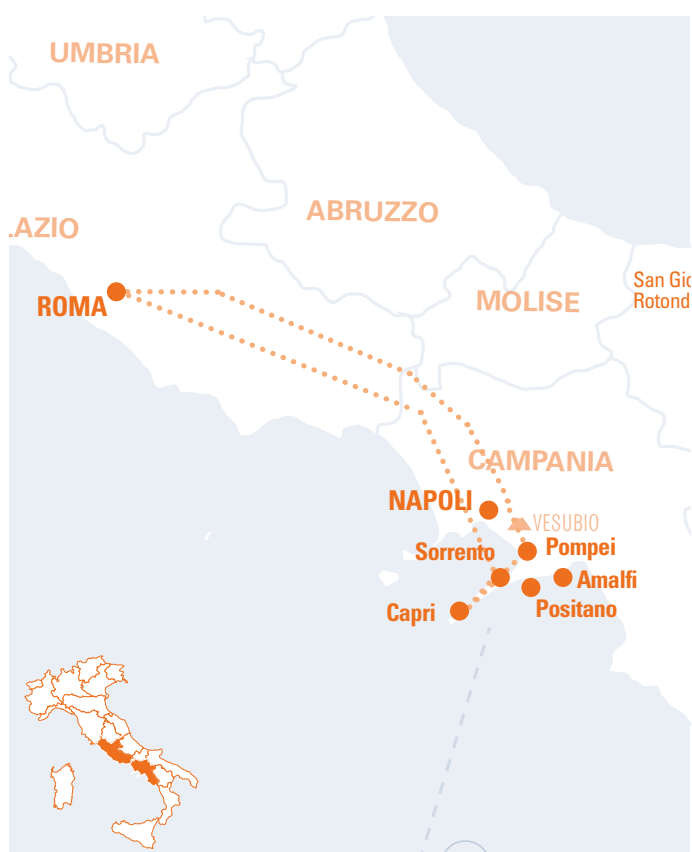 UMBRIA
ABRUZZO
.AZIO
MOLISE
San Gio
Rotond
ROMA
CAMPANIA
NAPOLI
VESUBIO
Sorrento
Pompei
Amalfi
Capri
Positano